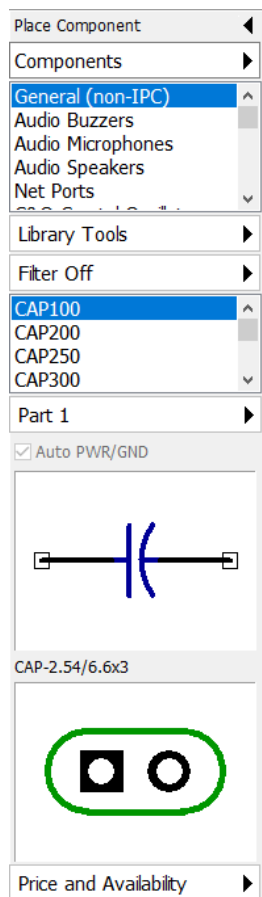 Place Component
Components
General (non-IPC)
Audio Buzzers
Audio Microphones
Audio Speakers
Net Ports
Library Tools
Filter Off
CAP100
CAP200
CAP250
CAP300
Part 1
Auto PWR/GND
CAP-2.54/6.6x3
Price and Availability